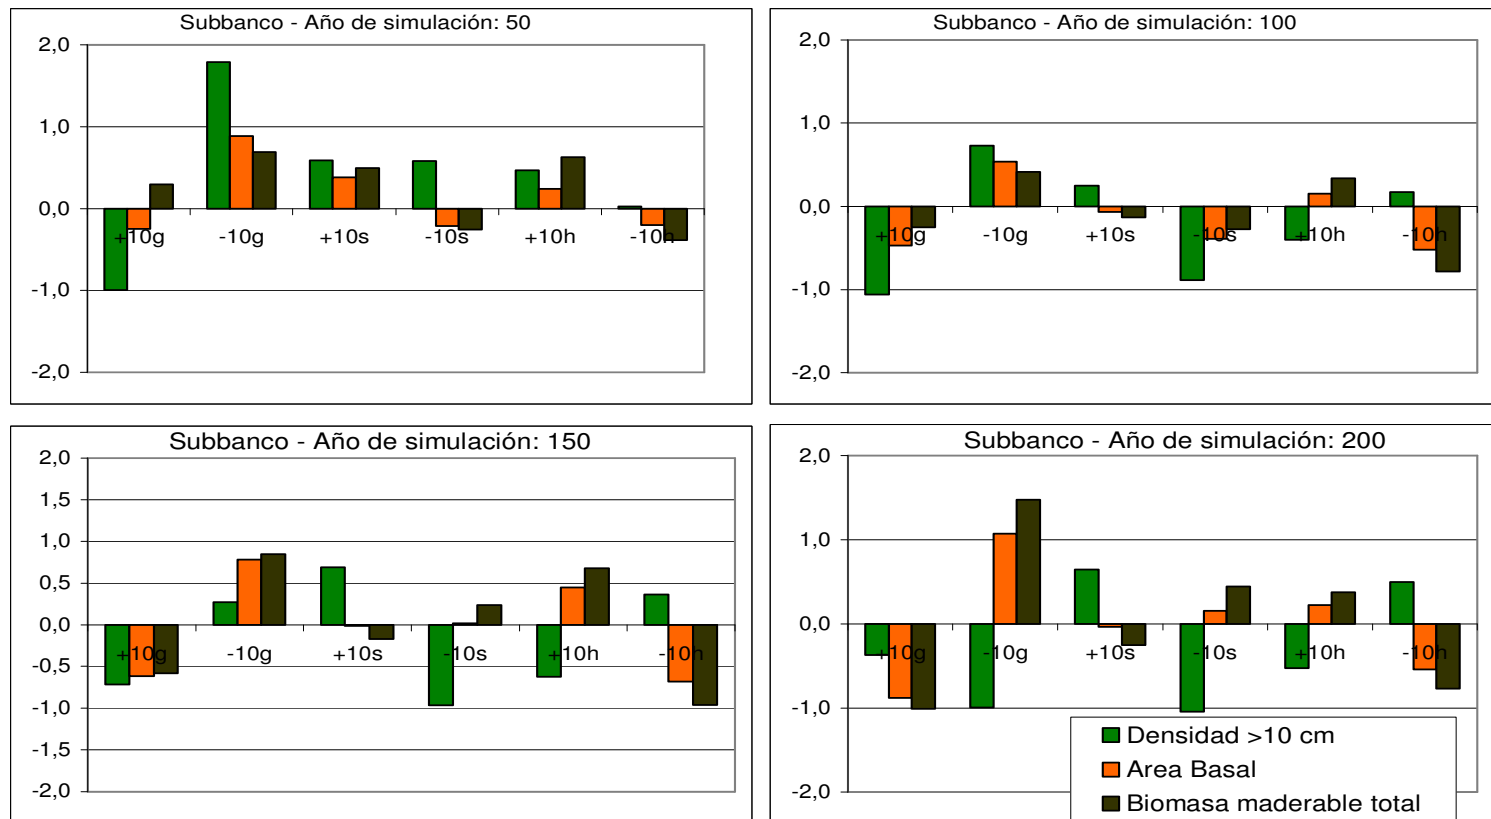 Subbanco - Año de simulación: 50
2,0
1,0
0,0
-1,0
-2,0
+10g -10g +10s -10s +10h -10h
Subbanco - Año de simulación: 100
2,0
1,0
0,0
-1,0
-2,0
+10g -10g +10s -10s +10h -10h
Subbanco - Año de simulación: 150
2,0
1,5
1,0
0,5
0,0
-0,5
-1,0
-1,5
-2,0
+10g -10g +10s -10s +10h -10h
Subbanco - Año de simulación: 200
2,0
1,0
0,0
-1,0
-2,0
+10g -10g +10s -10s +10h -10h
Densidad >10 cm
Area Basal
Biomasa maderable total